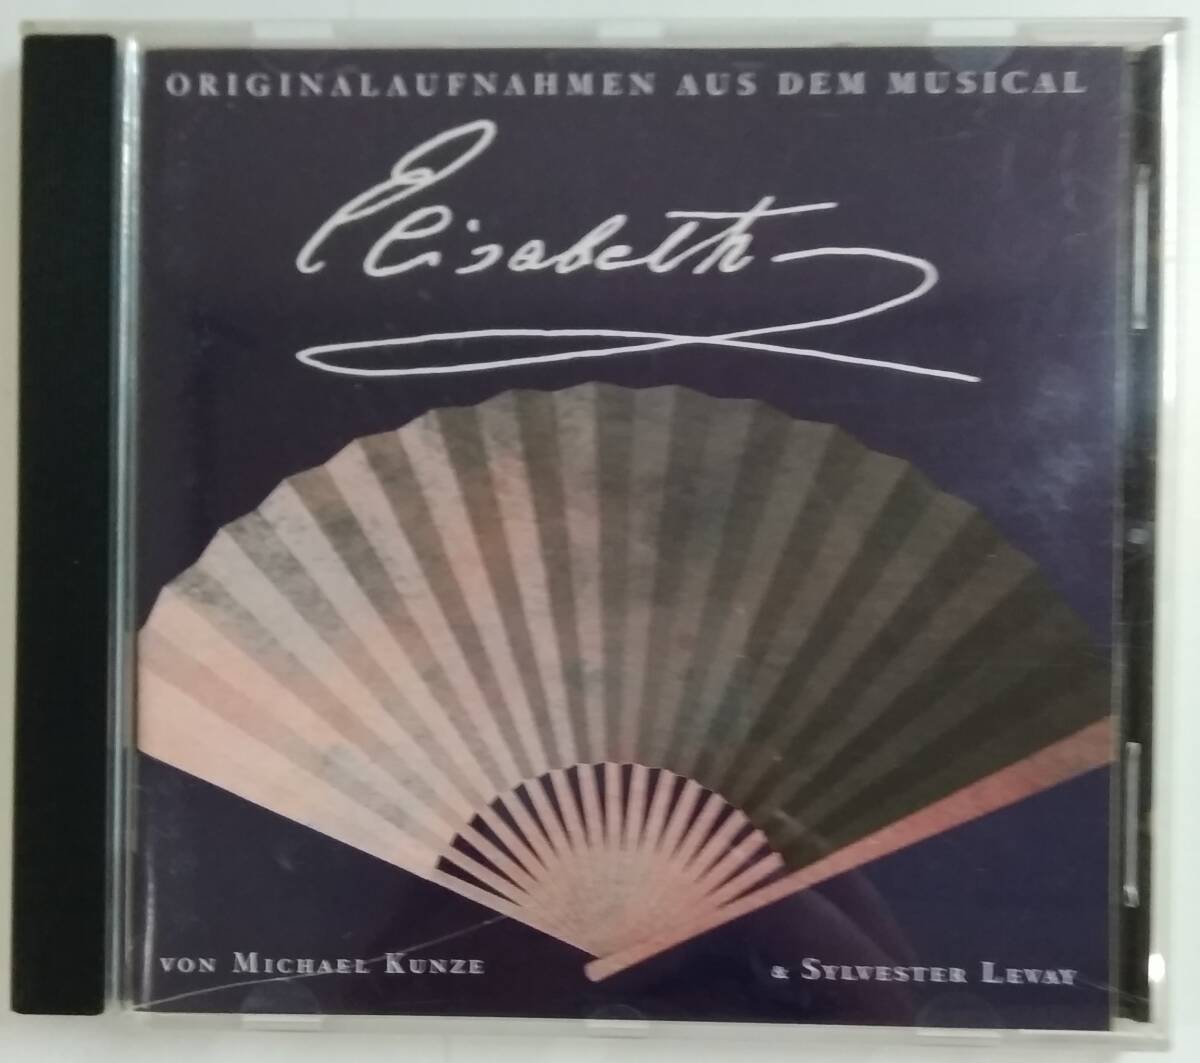 ORIGINALAUFNAHMEN AUS DEM MUSICAL
Elisabeth
VON MICHAEL KUNZE & SYLVESTER LEVAY